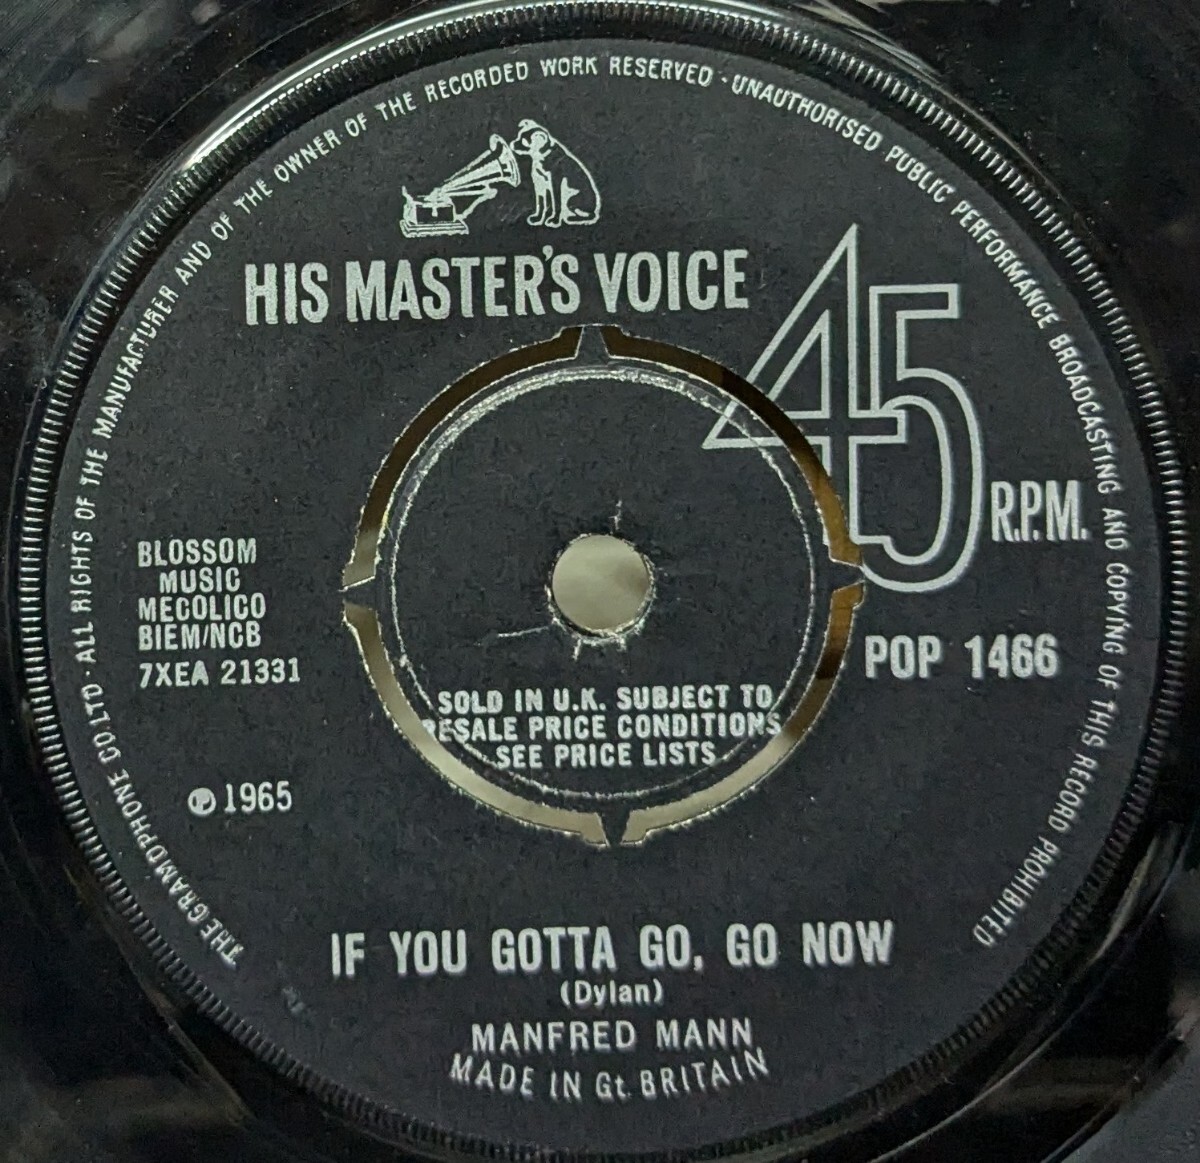 THE GRAMOPHONE CO. LTD · ALL RIGHTS OF THE MANUFACTURER AND OF THE OWNER OF THE RECORDED WORK RESERVED · UNAUTHORISED PUBLIC PERFORMANCE BROADCASTING AND COPYING OF THIS RECORD PROHIBITED
HIS MASTER'S VOICE
45
R.P.M.
BLOSSOM
MUSIC
MECOLICO
BIEM/NCB
7XEA 21331
POP 1466
SOLD IN U.K. SUBJECT TO
RESALE PRICE CONDITIONS
SEE PRICE LISTS
℗ 1965
IF YOU GOTTA GO, GO NOW
(Dylan)
MANFRED MANN
MADE IN Gt. BRITAIN